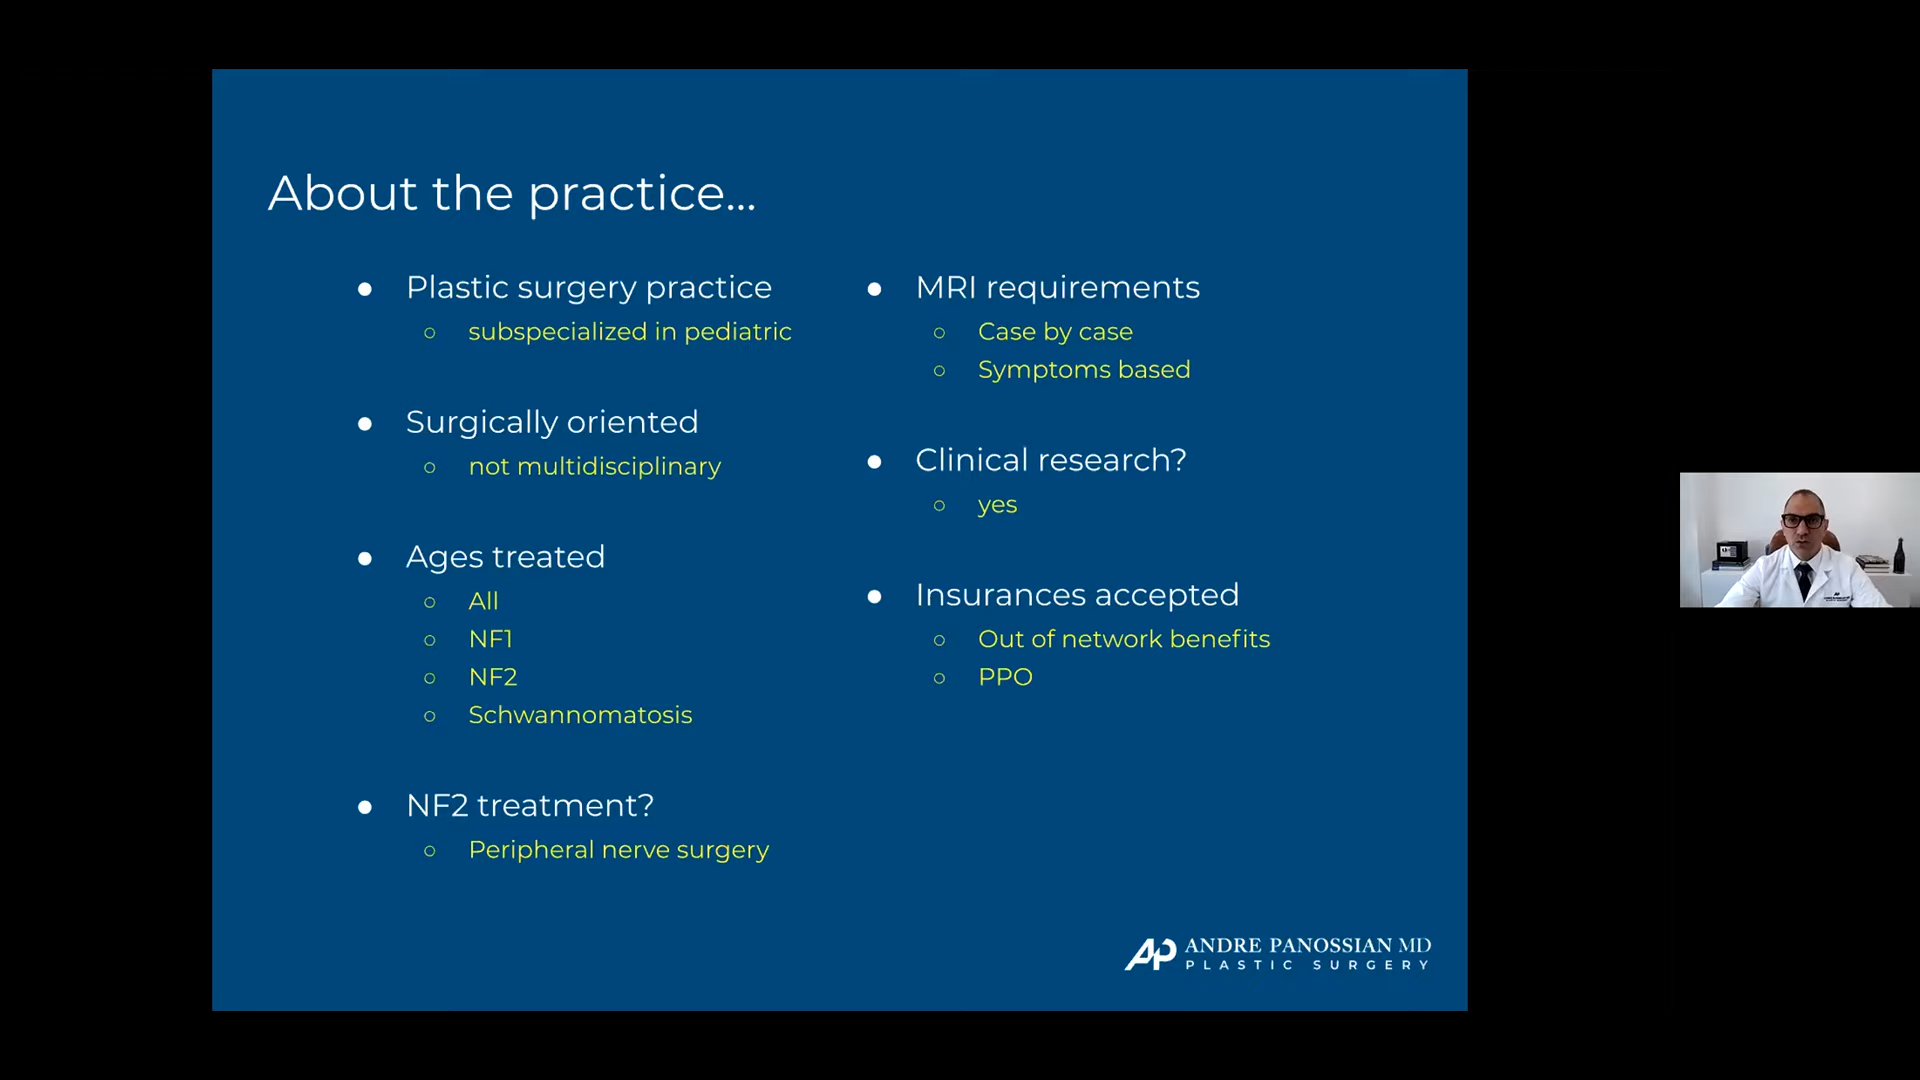 About the practice...
● Plastic surgery practice
○ subspecialized in pediatric
● Surgically oriented
○ not multidisciplinary
● Ages treated
○ All
○ NF1
○ NF2
○ Schwannomatosis
● NF2 treatment?
○ Peripheral nerve surgery
● MRI requirements
○ Case by case
○ Symptoms based
● Clinical research?
○ yes
● Insurances accepted
○ Out of network benefits
○ PPO
AP ANDRE PANOSSIAN MD
PLASTIC SURGERY